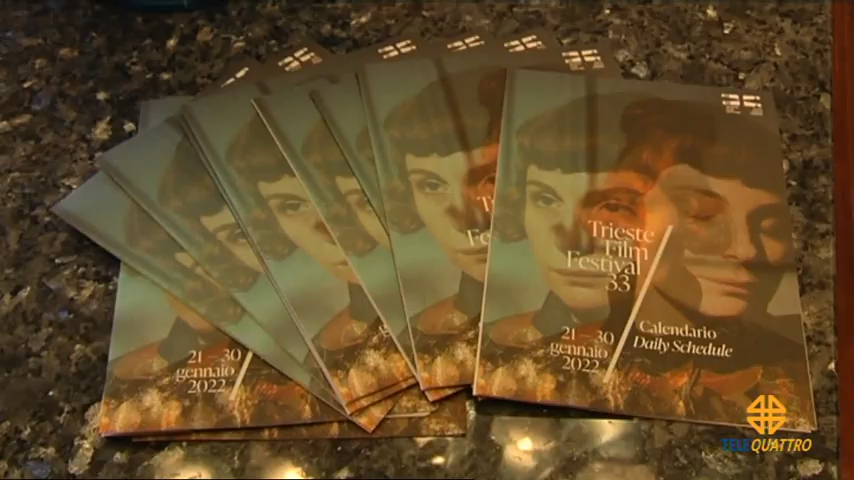 Trieste
Film
Festival
33
21 — 30
gennaio
2022
Calendario
Daily Schedule
21 — 30
gennaio
2022
TELEQUATTRO